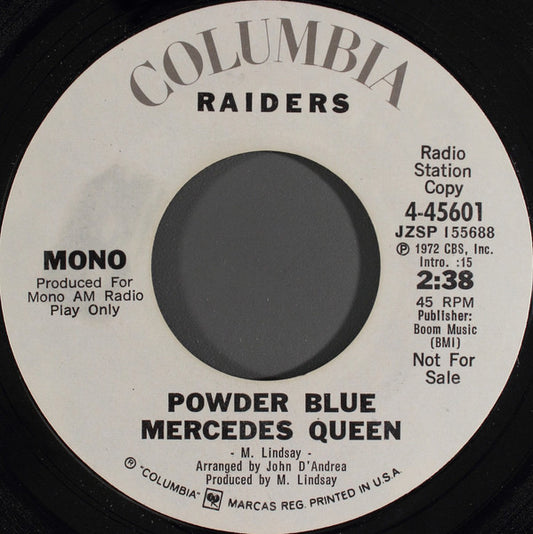 COLUMBIA
RAIDERS
Radio
Station
Copy
4-45601
JZSP 155688
℗ 1972 CBS, Inc.
Intro. :15
2:38
45 RPM
Publisher:
Boom Music
(BMI)
Not For
Sale
MONO
Produced For
Mono AM Radio
Play Only
POWDER BLUE
MERCEDES QUEEN
- M. Lindsay -
Arranged by John D'Andrea
Produced by M. Lindsay
® "COLUMBIA" MARCAS REG. PRINTED IN U.S.A.